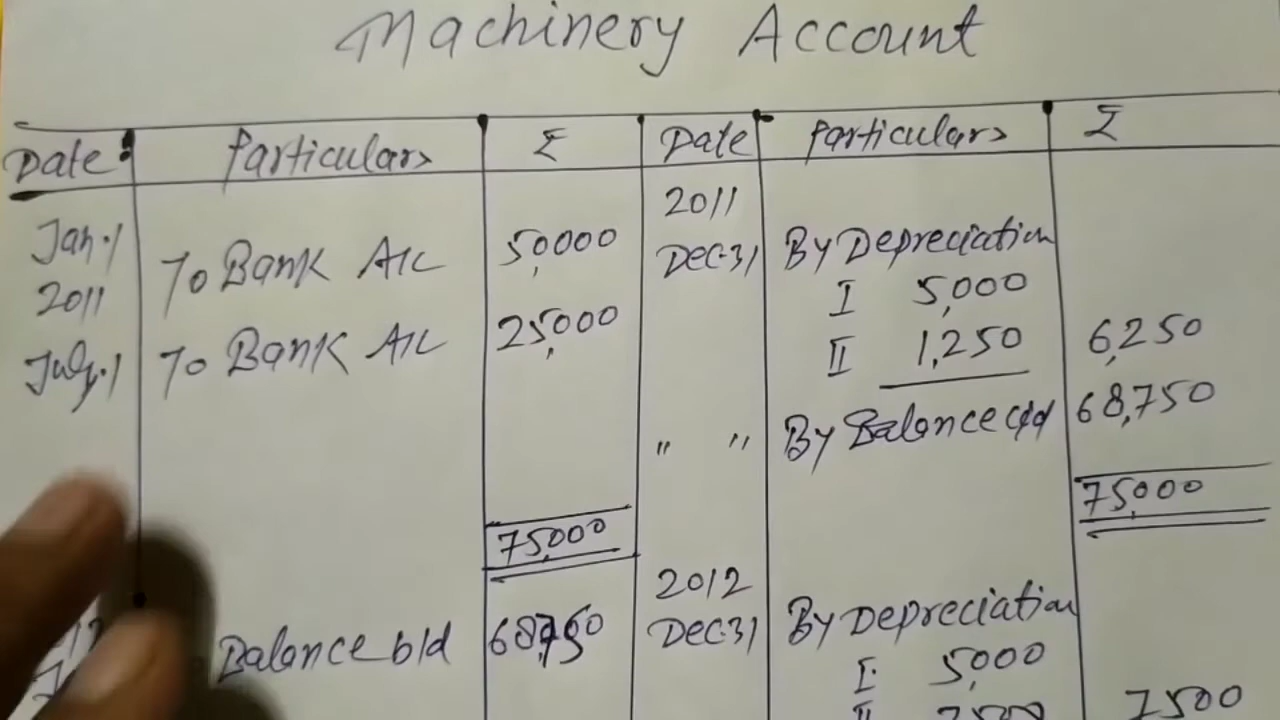 Machinery Account
Date Particulars ₹ Date Particulars ₹
2011
Jan.1 To Bank A/C 50,000 Dec.31 By Depreciation
2011 I 5,000
July.1 To Bank A/C 25,000 II 1,250 6,250
" " By Balance c/d 68,750
75,000 75,000
2012
Balance b/d 68,750 Dec.31 By Depreciation
I. 5,000
II 7500